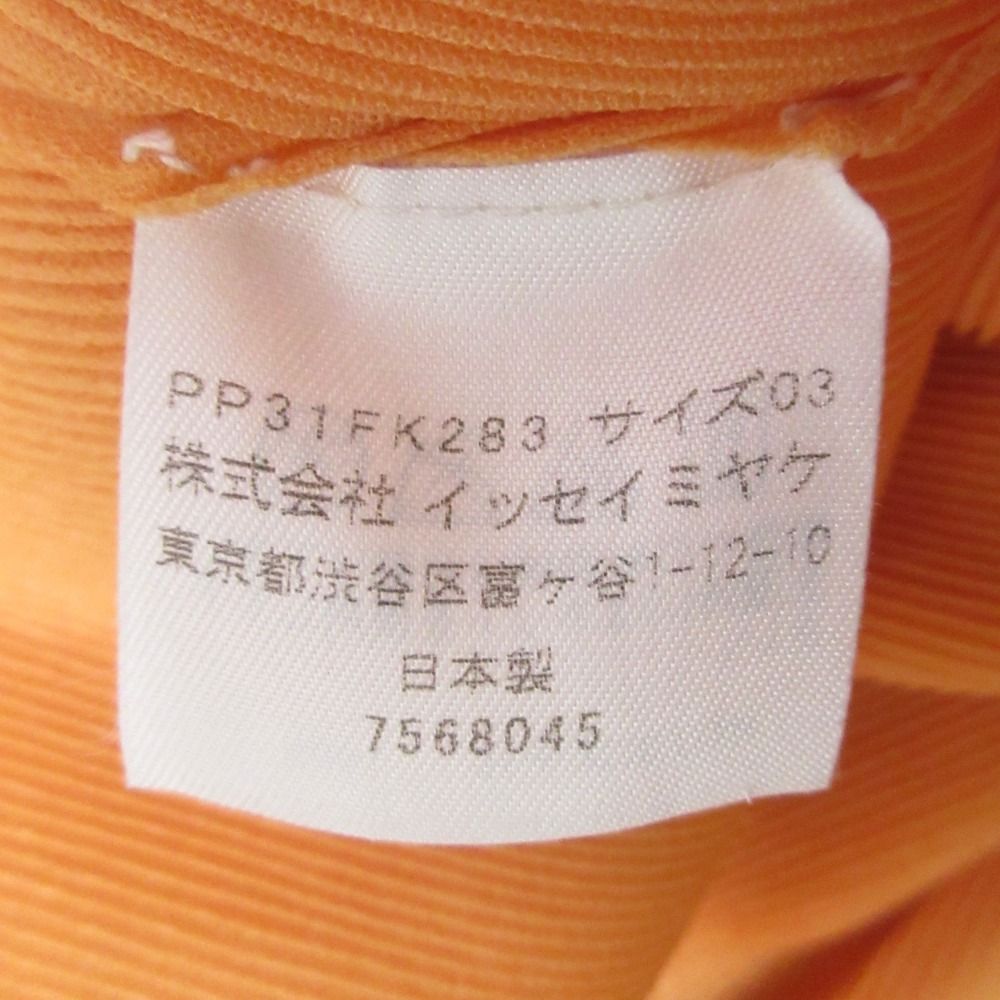 PP31FK283 サイズ03
株式会社 イッセイミヤケ
東京都渋谷区富ヶ谷1-12-10
日本製
7568045